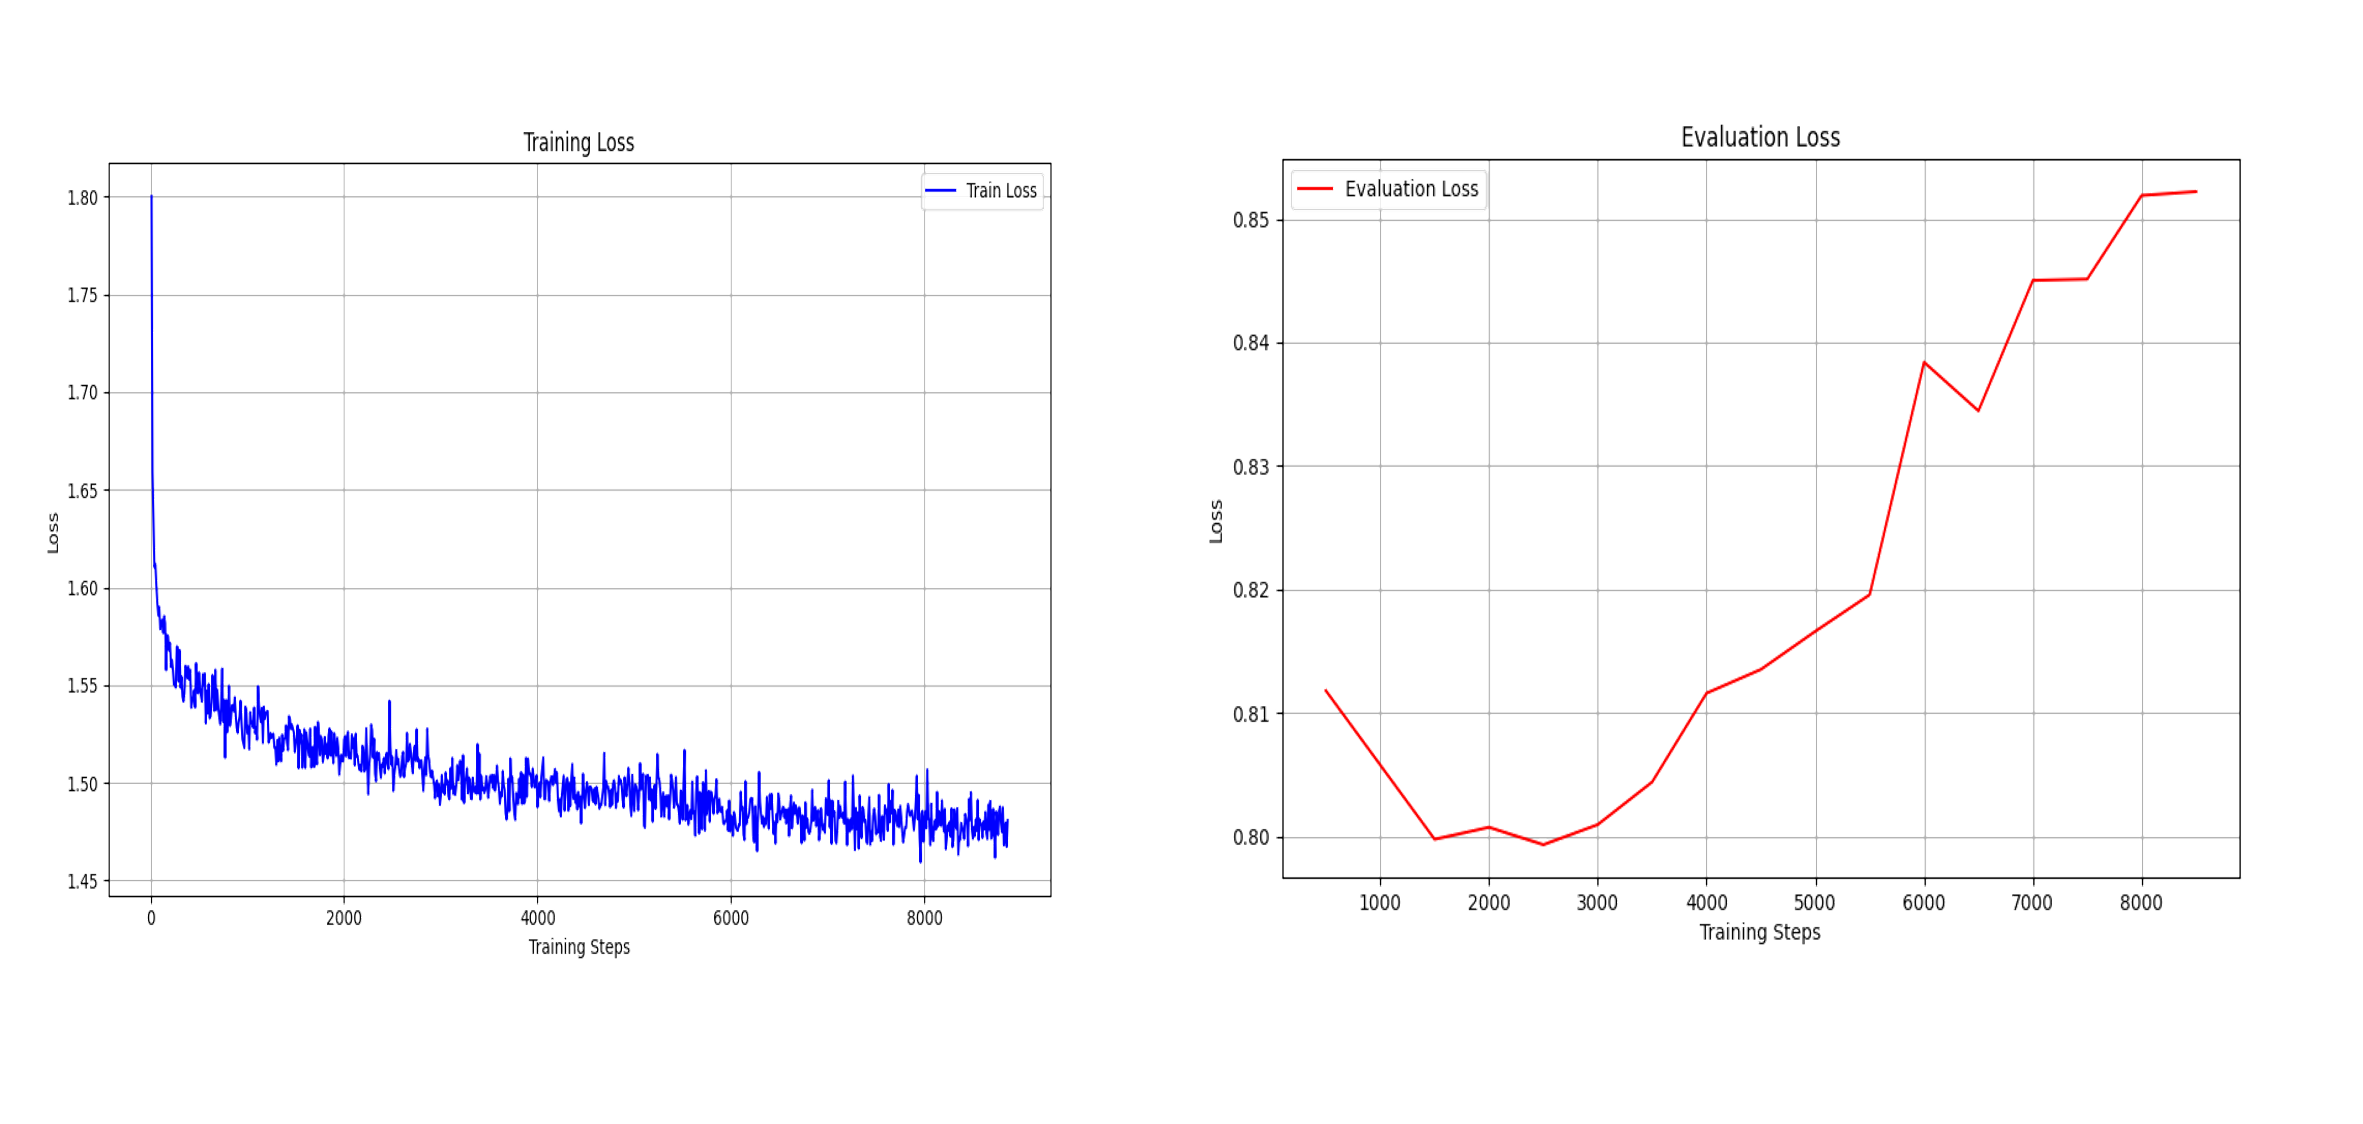 Training Loss
Train Loss
1.80
1.75
1.70
1.65
1.60
1.55
1.50
1.45
Loss
0 2000 4000 6000 8000
Training Steps
Evaluation Loss
Evaluation Loss
0.85
0.84
0.83
0.82
0.81
0.80
Loss
1000 2000 3000 4000 5000 6000 7000 8000
Training Steps